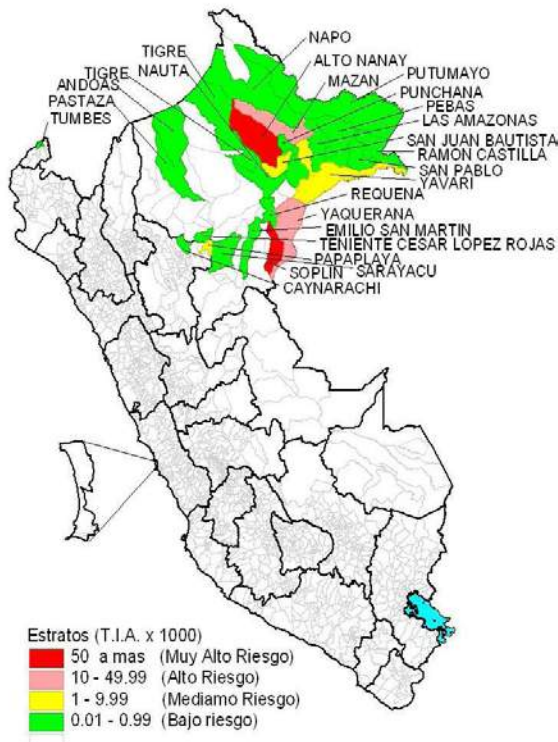 NAPO
TIGRE
ALTO NANAY
TIGRE NAUTA
MAZAN
ANDOAS
PUTUMAYO
PASTAZA
PUNCHANA
TUMBES
PEBAS
LAS AMAZONAS
SAN JUAN BAUTISTA
RAMON CASTILLA
SAN PABLO
YAVARI
REQUENA
YAQUERANA
EMILIO SAN MARTIN
TENIENTE CESAR LOPEZ ROJAS
PAPAPLAYA
SOPLIN SARAYACU
CAYNARACHI
Estratos (T.I.A. x 1000)
50 a mas (Muy Alto Riesgo)
10 - 49.99 (Alto Riesgo)
1 - 9.99 (Mediamo Riesgo)
0.01 - 0.99 (Bajo riesgo)